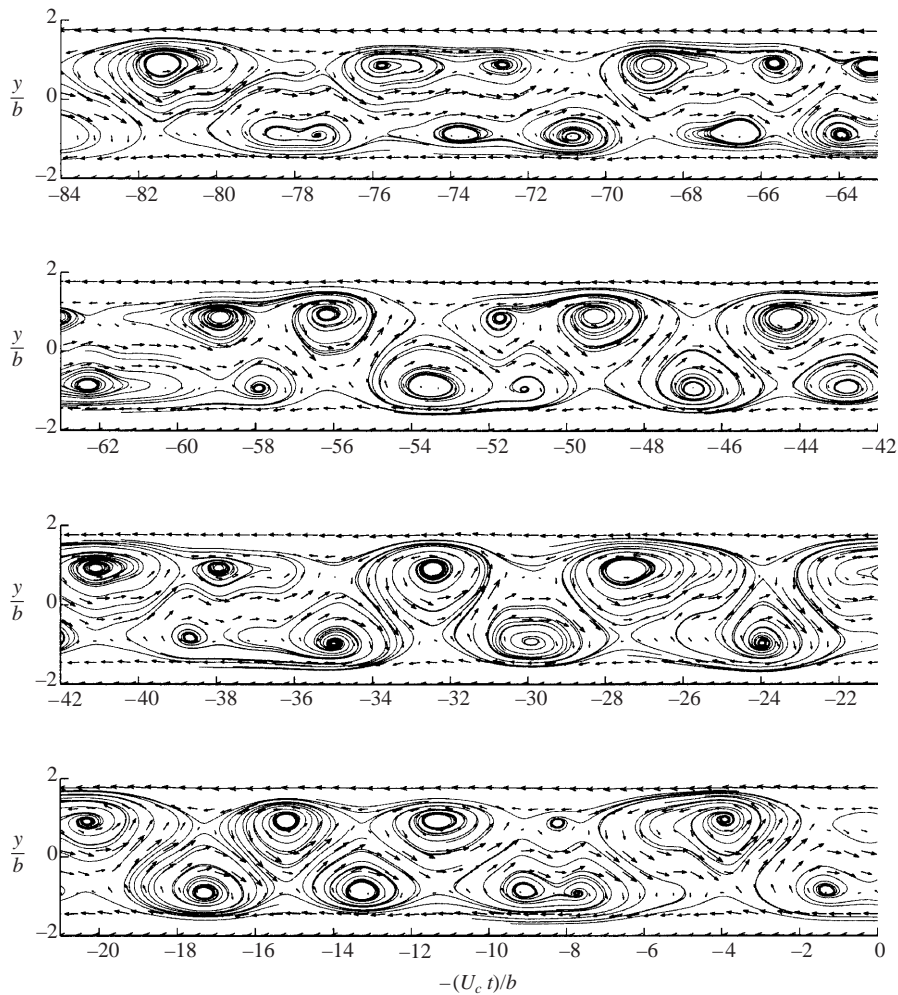 2
y/b
0
–2
–84 –82 –80 –78 –76 –74 –72 –70 –68 –66 –64
2
y/b
0
–2
–62 –60 –58 –56 –54 –52 –50 –48 –46 –44 –42
2
y/b
0
–2
–42 –40 –38 –36 –34 –32 –30 –28 –26 –24 –22
2
y/b
0
–2
–20 –18 –16 –14 –12 –10 –8 –6 –4 –2 0
–(U_c t)/b